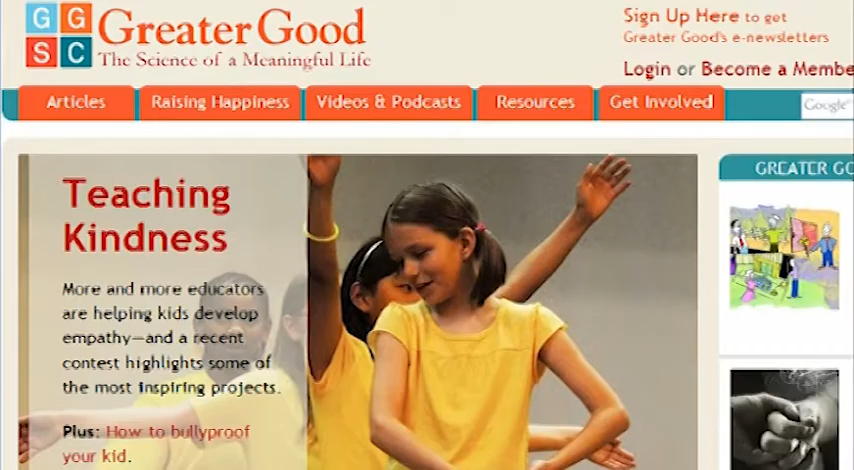 GG
SC
Greater Good
The Science of a Meaningful Life
Sign Up Here to get
Greater Good's e-newsletters
Login or Become a Membe
Articles
Raising Happiness
Videos & Podcasts
Resources
Get Involved
Google
GREATER GO
Teaching
Kindness
More and more educators
are helping kids develop
empathy—and a recent
contest highlights some of
the most inspiring projects.
Plus: How to bullyproof
your kid.